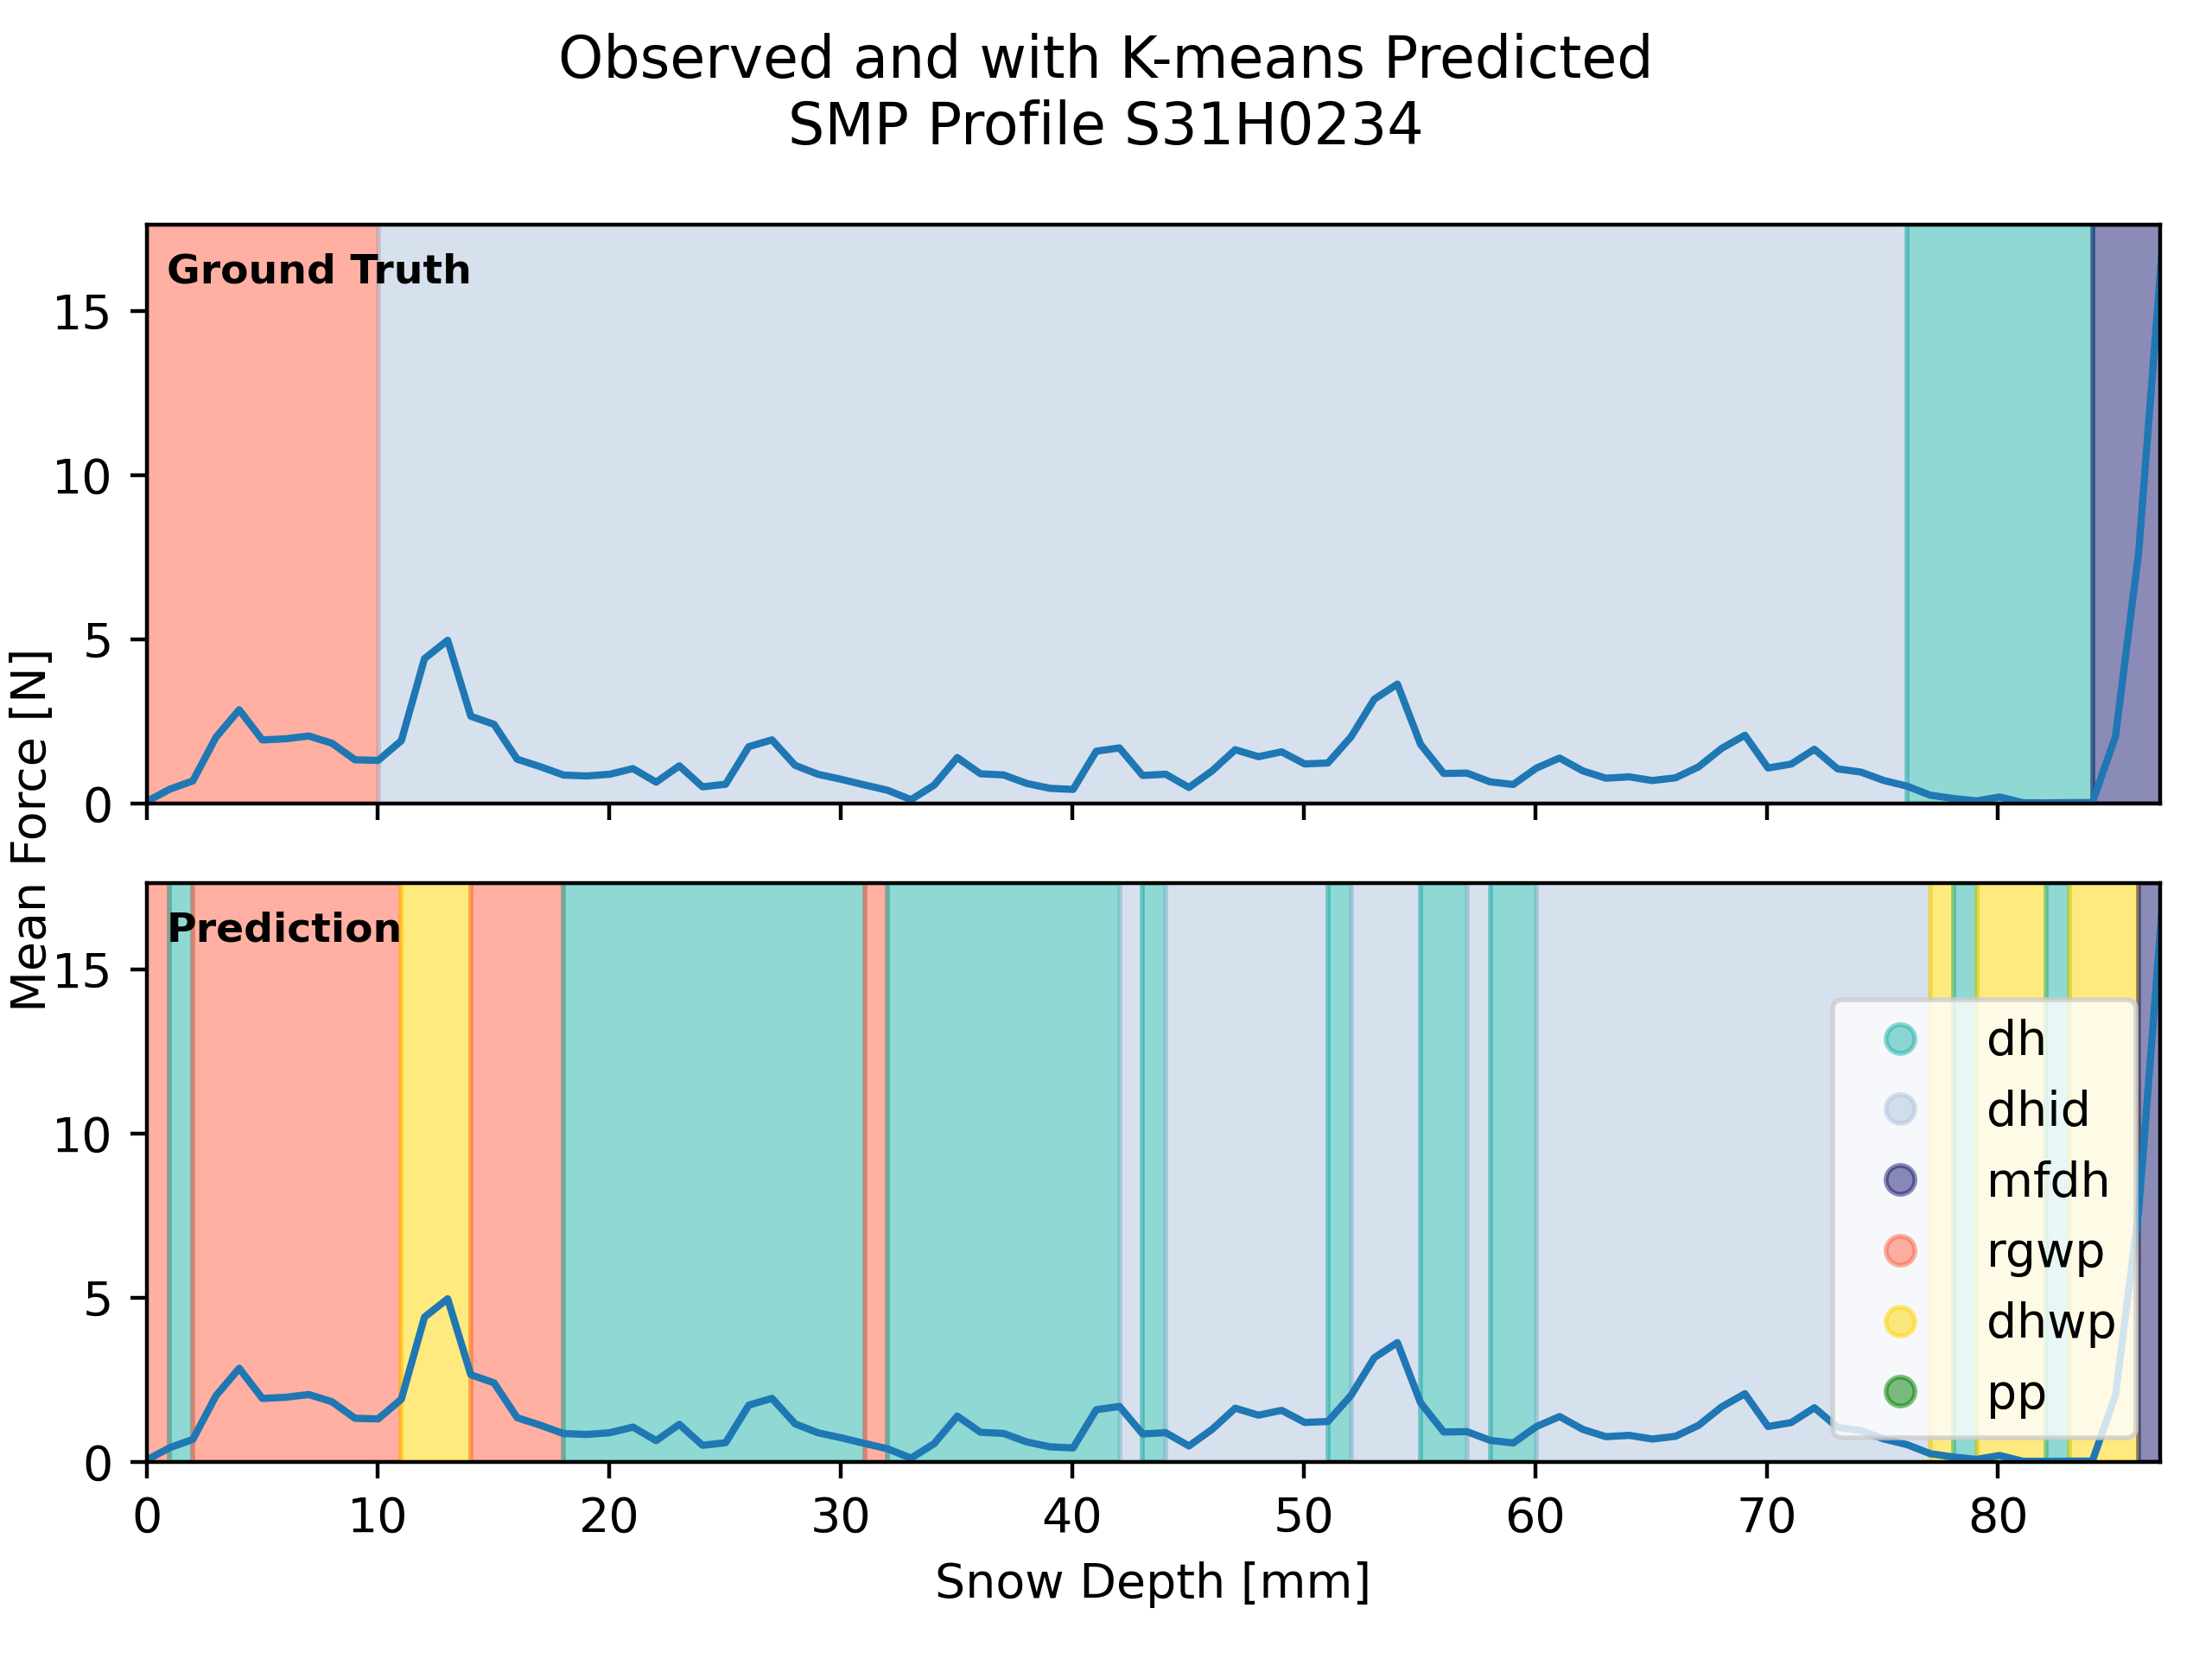 Observed and with K-means Predicted
SMP Profile S31H0234
Ground Truth
15
10
5
0
Mean Force [N]
Prediction
15
10
5
0
dh
dhid
mfdh
rgwp
dhwp
pp
0 10 20 30 40 50 60 70 80
Snow Depth [mm]